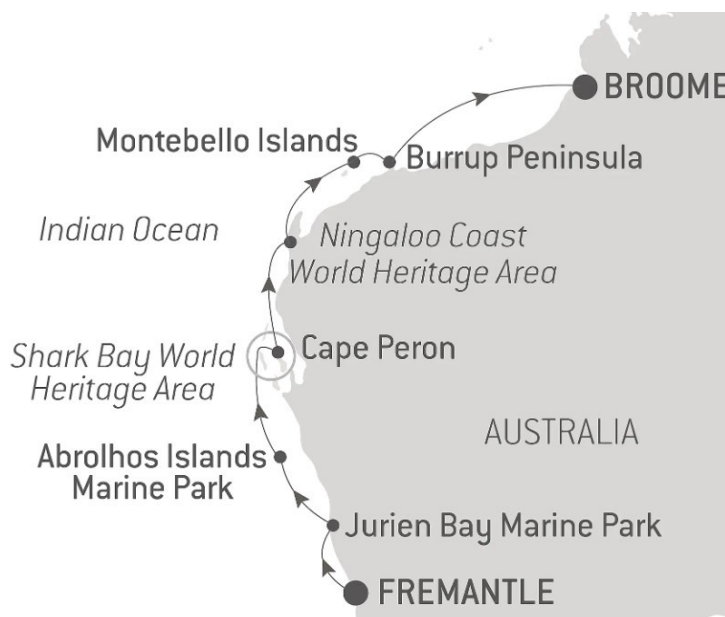 BROOME
Montebello Islands
Burrup Peninsula
Indian Ocean
Ningaloo Coast
World Heritage Area
Shark Bay World
Heritage Area
Cape Peron
AUSTRALIA
Abrolhos Islands
Marine Park
Jurien Bay Marine Park
FREMANTLE